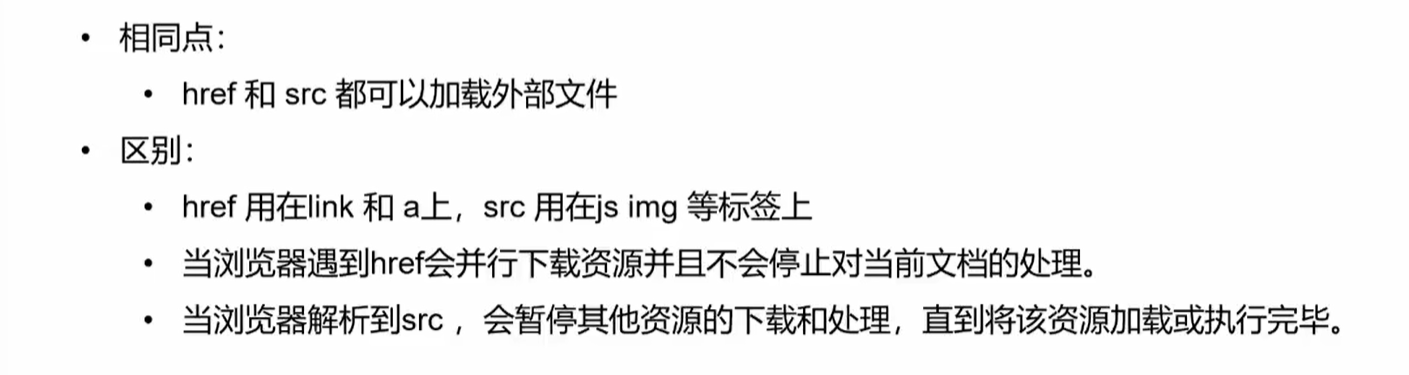 • 相同点：
• href 和 src 都可以加载外部文件
• 区别：
• href 用在link 和 a上，src 用在js img 等标签上
• 当浏览器遇到href会并行下载资源并且不会停止对当前文档的处理。
• 当浏览器解析到src ，会暂停其他资源的下载和处理，直到将该资源加载或执行完毕。